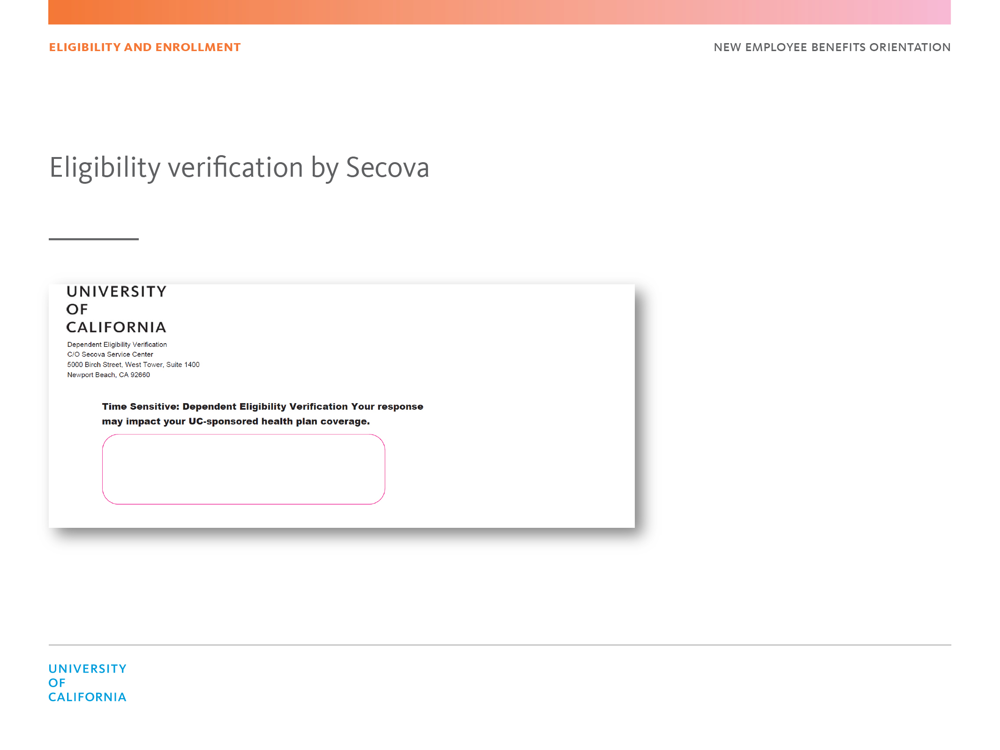 ELIGIBILITY AND ENROLLMENT
NEW EMPLOYEE BENEFITS ORIENTATION
Eligibility verification by Secova
UNIVERSITY
OF
CALIFORNIA
Dependent Eligibility Verification
C/O Secova Service Center
5000 Birch Street, West Tower, Suite 1400
Newport Beach, CA 92660
Time Sensitive: Dependent Eligibility Verification Your response
may impact your UC-sponsored health plan coverage.
UNIVERSITY
OF
CALIFORNIA